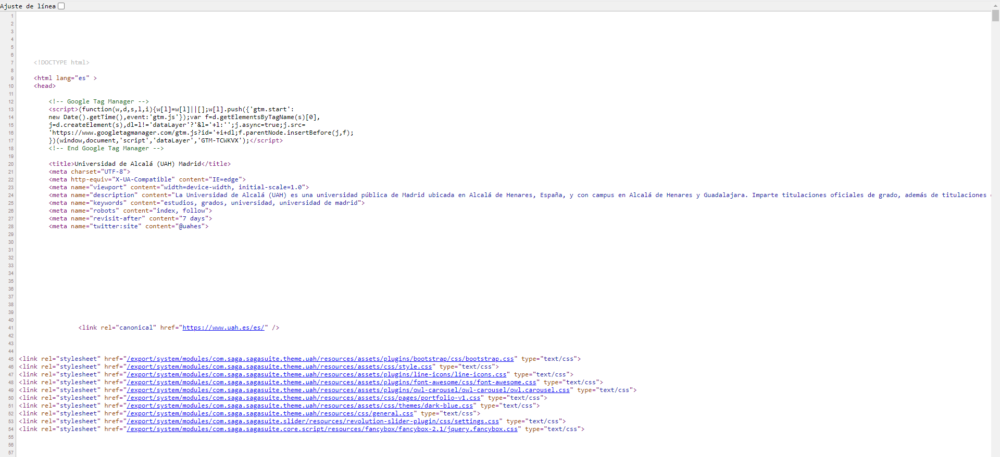 Ajuste de línea
1
2
3
4
5
6
7 <!DOCTYPE html>
8
9 <html lang="es" >
10 <head>
11
12 <!-- Google Tag Manager -->
13 <script>(function(w,d,s,l,i){w[l]=w[l]||[];w[l].push({'gtm.start':
14 new Date().getTime(),event:'gtm.js'});var f=d.getElementsByTagName(s)[0],
15 j=d.createElement(s),dl=l!='dataLayer'?'&l='+l:'';j.async=true;j.src=
16 'https://www.googletagmanager.com/gtm.js?id='+i+dl;f.parentNode.insertBefore(j,f);
17 })(window,document,'script','dataLayer','GTM-TCWKVX');</script>
18 <!-- End Google Tag Manager -->
19
20 <title>Universidad de Alcalá (UAH) Madrid</title>
21 <meta charset="UTF-8">
22 <meta http-equiv="X-UA-Compatible" content="IE=edge">
23 <meta name="viewport" content="width=device-width, initial-scale=1.0">
24 <meta name="description" content="La Universidad de Alcalá (UAH) es una universidad pública de Madrid ubicada en Alcalá de Henares, España, y con campus en Alcalá de Henares y Guadalajara. Imparte titulaciones oficiales de grado, además de titulaciones
25 <meta name="keywords" content="estudios, grados, universidad, universidad de madrid">
26 <meta name="robots" content="index, follow">
27 <meta name="revisit-after" content="7 days">
28 <meta name="twitter:site" content="@uahes">
29
30
31
32
33
34
35
36
37
38
39
40
41 <link rel="canonical" href="https://www.uah.es/es/" />
42
43
44
45 <link rel="stylesheet" href="/export/system/modules/com.saga.sagasuite.theme.uah/resources/assets/plugins/bootstrap/css/bootstrap.css" type="text/css">
46 <link rel="stylesheet" href="/export/system/modules/com.saga.sagasuite.theme.uah/resources/assets/css/style.css" type="text/css">
47 <link rel="stylesheet" href="/export/system/modules/com.saga.sagasuite.theme.uah/resources/assets/plugins/line-icons/line-icons.css" type="text/css">
48 <link rel="stylesheet" href="/export/system/modules/com.saga.sagasuite.theme.uah/resources/assets/plugins/font-awesome/css/font-awesome.css" type="text/css">
49 <link rel="stylesheet" href="/export/system/modules/com.saga.sagasuite.theme.uah/resources/assets/plugins/owl-carousel/owl-carousel/owl.carousel.css" type="text/css">
50 <link rel="stylesheet" href="/export/system/modules/com.saga.sagasuite.theme.uah/resources/assets/css/pages/portfolio-v1.css" type="text/css">
51 <link rel="stylesheet" href="/export/system/modules/com.saga.sagasuite.theme.uah/resources/assets/css/themes/dark-blue.css" type="text/css">
52 <link rel="stylesheet" href="/export/system/modules/com.saga.sagasuite.theme.uah/resources/css/general.css" type="text/css">
53 <link rel="stylesheet" href="/export/system/modules/com.saga.sagasuite.slider/resources/revolution-slider-plugin/css/settings.css" type="text/css">
54 <link rel="stylesheet" href="/export/system/modules/com.saga.sagasuite.core.script/resources/fancybox/fancybox-2.1/jquery.fancybox.css" type="text/css">
55
56
57